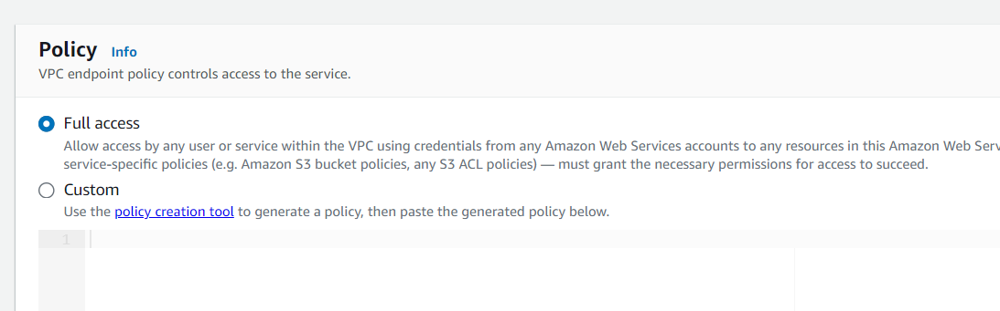 Policy Info
VPC endpoint policy controls access to the service.
Full access
Allow access by any user or service within the VPC using credentials from any Amazon Web Services accounts to any resources in this Amazon Web
service-specific policies (e.g. Amazon S3 bucket policies, any S3 ACL policies) — must grant the necessary permissions for access to succeed.
Custom
Use the policy creation tool to generate a policy, then paste the generated policy below.
1